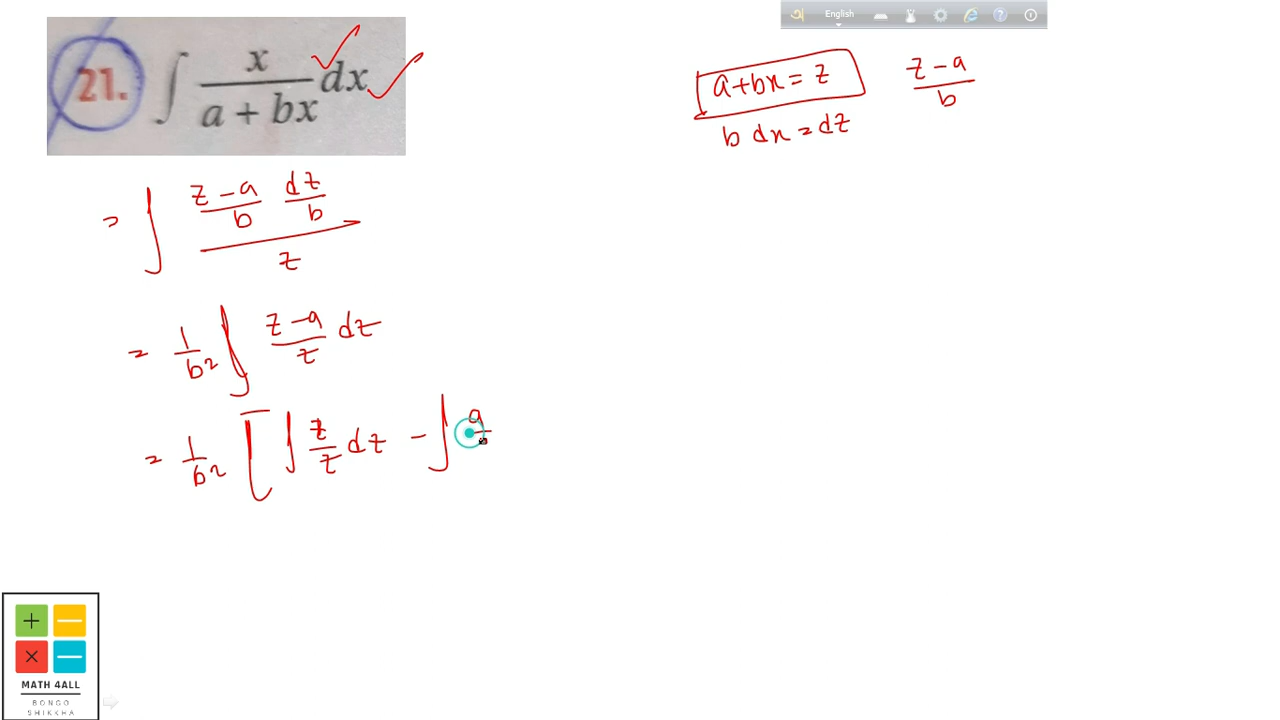 English
21. ∫ x/(a + bx) dx
a+bx = z
z-a/b
b dx = dz
= ∫ (z-a/b dz/b)/z
= 1/b² ∫ z-a/z dz
= 1/b² [ ∫ z/z dz - ∫ a
MATH 4ALL
BONGO
SHIKKHA